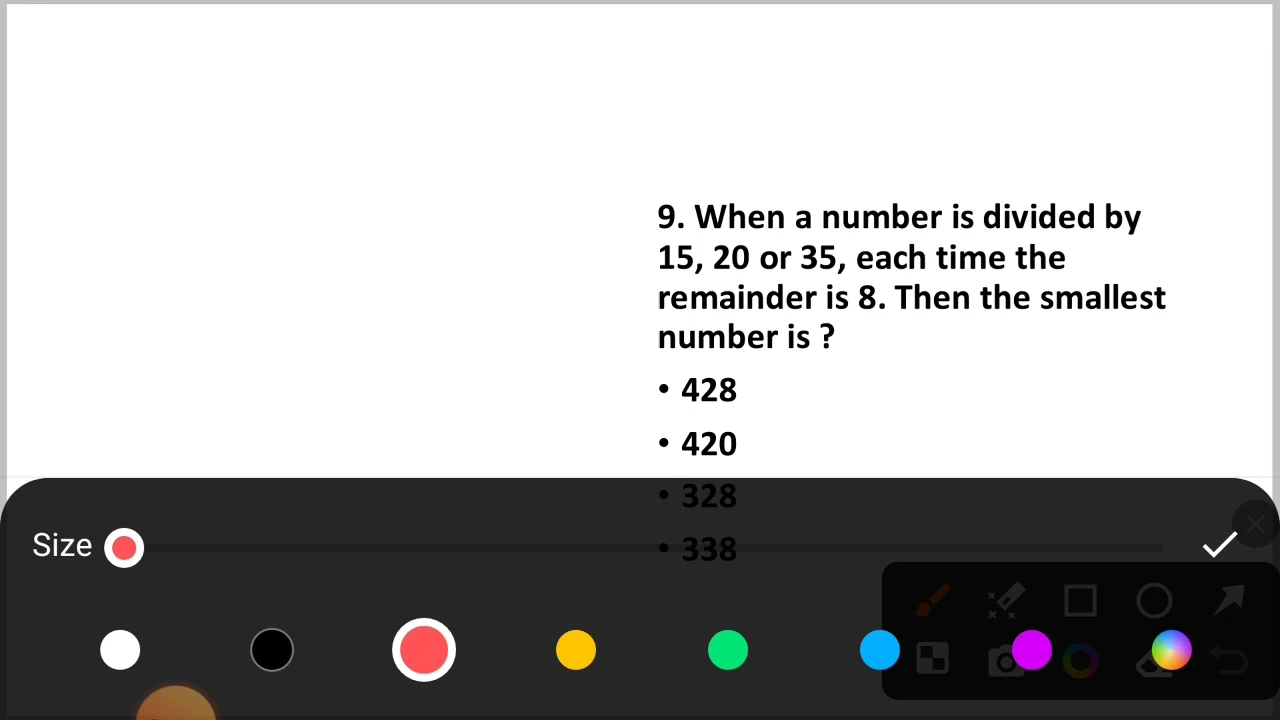 9. When a number is divided by
15, 20 or 35, each time the
remainder is 8. Then the smallest
number is ?
• 428
• 420
• 328
• 338
Size